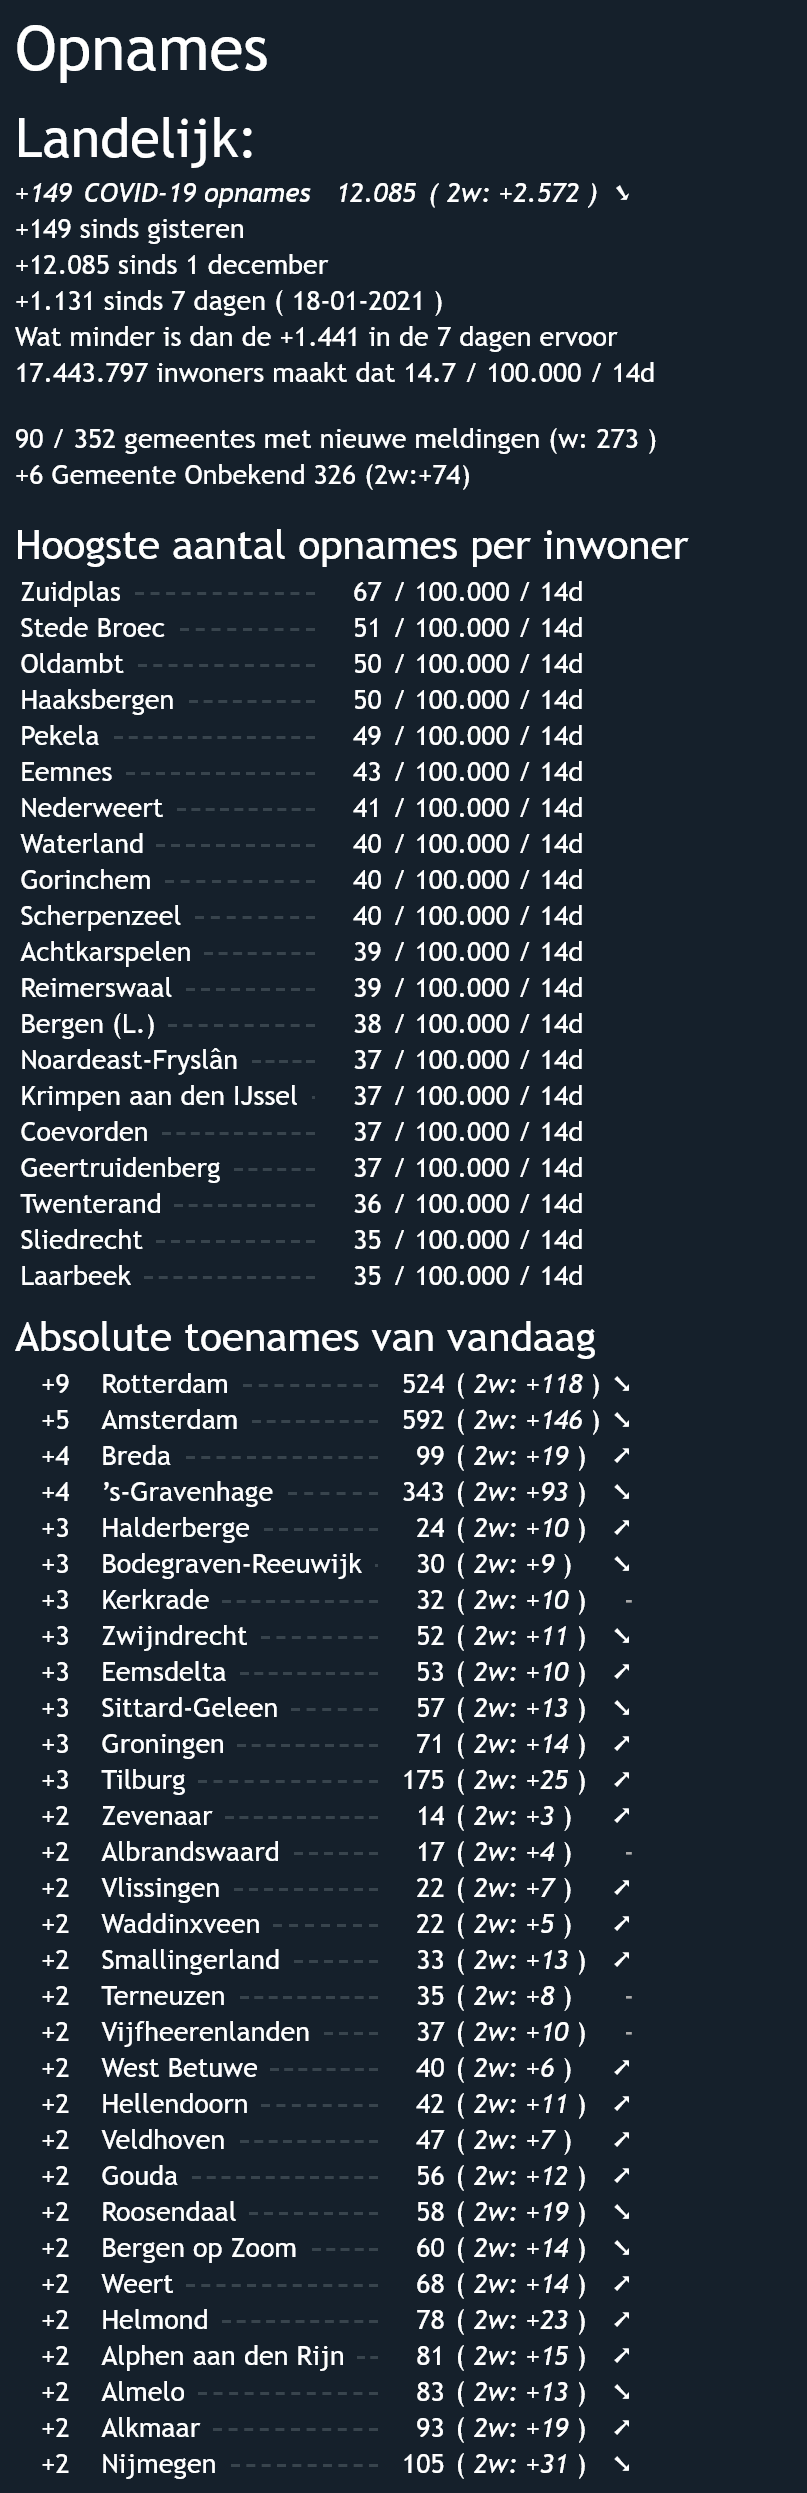 Opnames
Landelijk:
+149 COVID-19 opnames 12.085 ( 2w: +2.572 ) ➘
+149 sinds gisteren
+12.085 sinds 1 december
+1.131 sinds 7 dagen ( 18-01-2021 )
Wat minder is dan de +1.441 in de 7 dagen ervoor
17.443.797 inwoners maakt dat 14.7 / 100.000 / 14d
90 / 352 gemeentes met nieuwe meldingen (w: 273 )
+6 Gemeente Onbekend 326 (2w:+74)
Hoogste aantal opnames per inwoner
Zuidplas ------------ 67 / 100.000 / 14d
Stede Broec --------- 51 / 100.000 / 14d
Oldambt ------------ 50 / 100.000 / 14d
Haaksbergen --------- 50 / 100.000 / 14d
Pekela -------------- 49 / 100.000 / 14d
Eemnes ------------- 43 / 100.000 / 14d
Nederweert ---------- 41 / 100.000 / 14d
Waterland ----------- 40 / 100.000 / 14d
Gorinchem ---------- 40 / 100.000 / 14d
Scherpenzeel -------- 40 / 100.000 / 14d
Achtkarspelen -------- 39 / 100.000 / 14d
Reimerswaal --------- 39 / 100.000 / 14d
Bergen (L.) ---------- 38 / 100.000 / 14d
Noardeast-Fryslân ----- 37 / 100.000 / 14d
Krimpen aan den IJssel - 37 / 100.000 / 14d
Coevorden ----------- 37 / 100.000 / 14d
Geertruidenberg ------ 37 / 100.000 / 14d
Twenterand ---------- 36 / 100.000 / 14d
Sliedrecht ----------- 35 / 100.000 / 14d
Laarbeek ------------ 35 / 100.000 / 14d
Absolute toenames van vandaag
+9 Rotterdam --------- 524 ( 2w: +118 ) ➘
+5 Amsterdam --------- 592 ( 2w: +146 ) ➘
+4 Breda ------------- 99 ( 2w: +19 ) ➚
+4 ’s-Gravenhage ------ 343 ( 2w: +93 ) ➘
+3 Halderberge -------- 24 ( 2w: +10 ) ➚
+3 Bodegraven-Reeuwijk - 30 ( 2w: +9 ) ➘
+3 Kerkrade ----------- 32 ( 2w: +10 ) -
+3 Zwijndrecht -------- 52 ( 2w: +11 ) ➘
+3 Eemsdelta ---------- 53 ( 2w: +10 ) ➚
+3 Sittard-Geleen ------ 57 ( 2w: +13 ) ➘
+3 Groningen ---------- 71 ( 2w: +14 ) ➚
+3 Tilburg ------------ 175 ( 2w: +25 ) ➚
+2 Zevenaar ----------- 14 ( 2w: +3 ) ➚
+2 Albrandswaard ------ 17 ( 2w: +4 ) -
+2 Vlissingen ---------- 22 ( 2w: +7 ) ➚
+2 Waddinxveen ------- 22 ( 2w: +5 ) ➚
+2 Smallingerland ------ 33 ( 2w: +13 ) ➚
+2 Terneuzen ---------- 35 ( 2w: +8 ) -
+2 Vijfheerenlanden ---- 37 ( 2w: +10 ) -
+2 West Betuwe -------- 40 ( 2w: +6 ) ➚
+2 Hellendoorn -------- 42 ( 2w: +11 ) ➚
+2 Veldhoven ---------- 47 ( 2w: +7 ) ➚
+2 Gouda ------------- 56 ( 2w: +12 ) ➚
+2 Roosendaal --------- 58 ( 2w: +19 ) ➘
+2 Bergen op Zoom ----- 60 ( 2w: +14 ) ➘
+2 Weert ------------- 68 ( 2w: +14 ) ➚
+2 Helmond ----------- 78 ( 2w: +23 ) ➚
+2 Alphen aan den Rijn -- 81 ( 2w: +15 ) ➚
+2 Almelo ------------ 83 ( 2w: +13 ) ➘
+2 Alkmaar ----------- 93 ( 2w: +19 ) ➚
+2 Nijmegen ---------- 105 ( 2w: +31 ) ➘